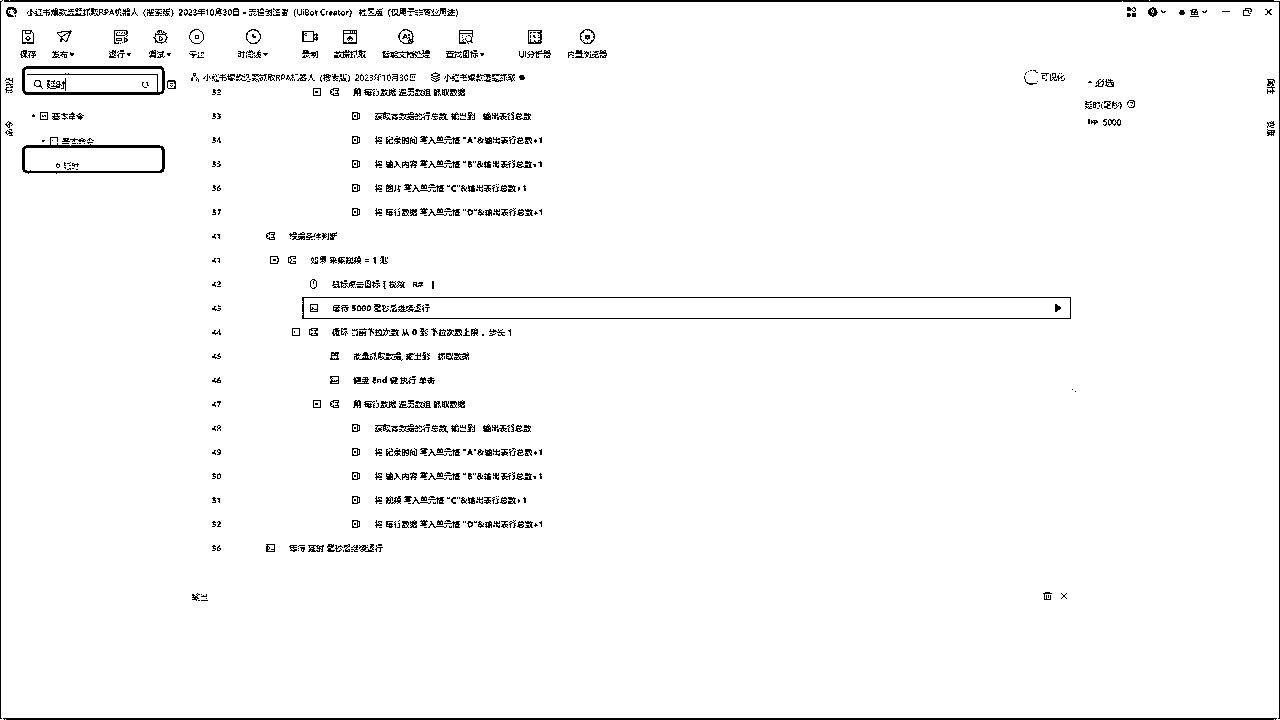 小红书爆款选题抓取RPA机器人（搜索版）2023年10月30日 - 流程创造者（UiBot Creator） 社区版（仅用于非商业用途）
保存 发布 运行 调试 停止 时间线 录制 数据抓取 智能文档处理 查找图标 UI分析器 内置浏览器
延时
小红书爆款选题抓取RPA机器人（搜索版）2023年10月30日 小红书爆款选题抓取
可视化
必选
属性
命令
基本命令
基本命令
延时
延时(毫秒)
5000
变量
32 用 每行数据 遍历数组 抓取数据
33 获取表数据的行总数, 输出到 输出表行总数
34 将 记录时间 写入单元格 "A"&输出表行总数+1
35 将 输入内容 写入单元格 "B"&输出表行总数+1
36 将 图片 写入单元格 "C"&输出表行总数+1
37 将 每行数据 写入单元格 "D"&输出表行总数+1
41 根据条件判断
41 如果 采集视频 = 1 则
42 鼠标点击目标
43 等待 5000 毫秒后继续运行
44 循环 当前下拉次数 从 0 到 下拉次数上限 , 步长 1
45 批量抓取数据, 输出到 抓取数据
46 键盘 End 键 执行 单击
47 用 每行数据 遍历数组 抓取数据
48 获取表数据的行总数, 输出到 输出表行总数
49 将 记录时间 写入单元格 "A"&输出表行总数+1
50 将 输入内容 写入单元格 "B"&输出表行总数+1
51 将 视频 写入单元格 "C"&输出表行总数+1
52 将 每行数据 写入单元格 "D"&输出表行总数+1
56 等待 延时 毫秒后继续运行
输出